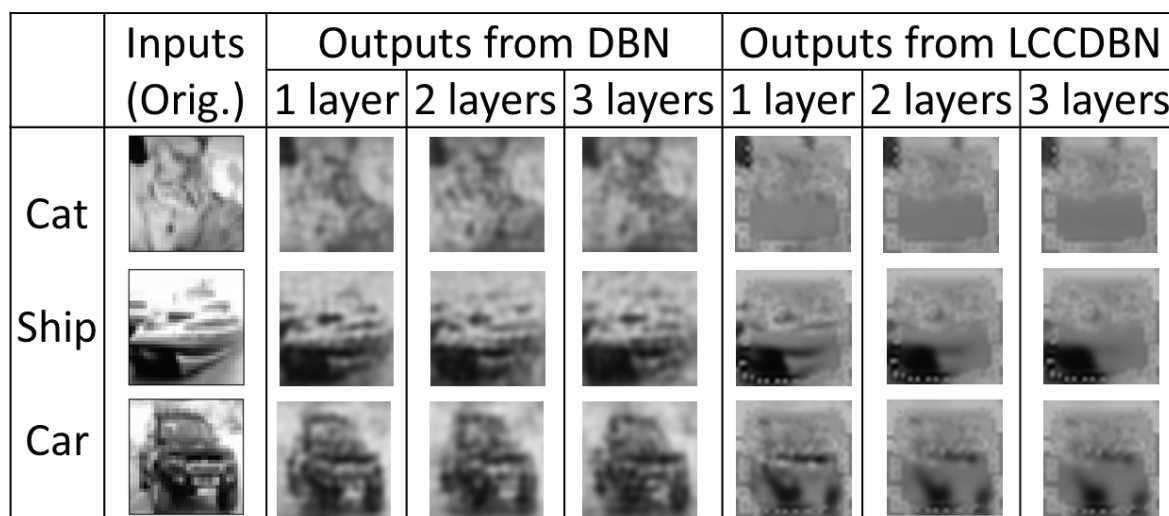 Inputs (Orig.) Outputs from DBN Outputs from LCCDBN
1 layer 2 layers 3 layers 1 layer 2 layers 3 layers
Cat
Ship
Car